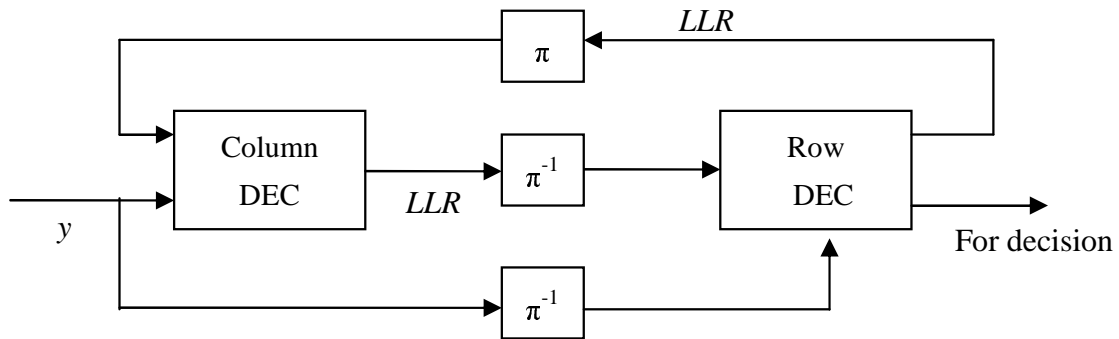 LLR
π
Column
DEC
LLR
π-1
Row
DEC
y
For decision
π-1